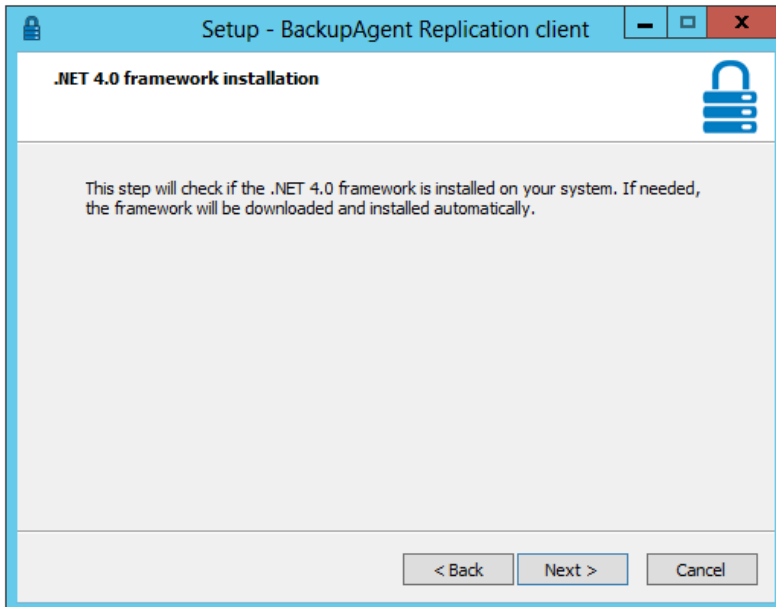 Setup - BackupAgent Replication client
.NET 4.0 framework installation
This step will check if the .NET 4.0 framework is installed on your system. If needed,
the framework will be downloaded and installed automatically.
< Back
Next >
Cancel